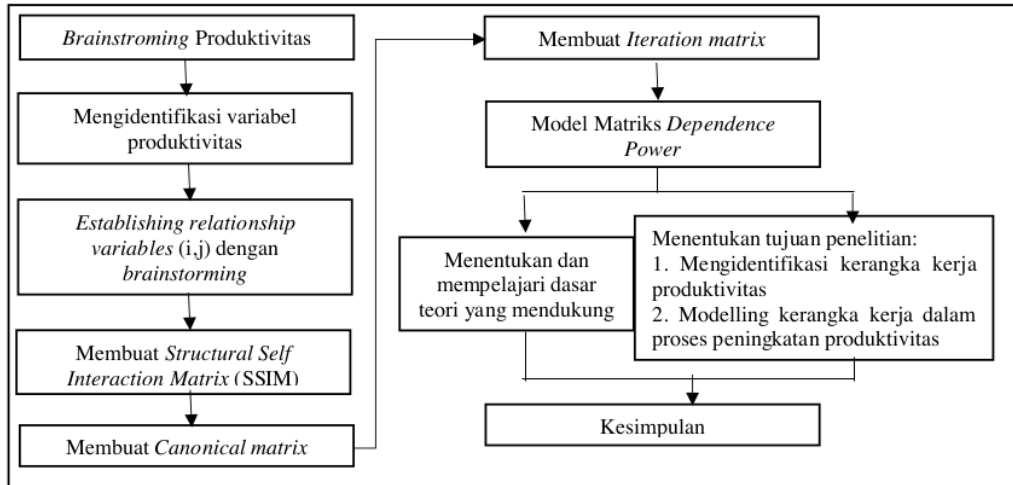 Brainstroming Produktivitas
Mengidentifikasi variabel
produktivitas
Establishing relationship
variables (i,j) dengan
brainstorming
Membuat Structural Self
Interaction Matrix (SSIM)
Membuat Canonical matrix
Membuat Iteration matrix
Model Matriks Dependence
Power
Menentukan dan
mempelajari dasar
teori yang mendukung
Menentukan tujuan penelitian:
1. Mengidentifikasi kerangka kerja
produktivitas
2. Modelling kerangka kerja dalam
proses peningkatan produktivitas
Kesimpulan